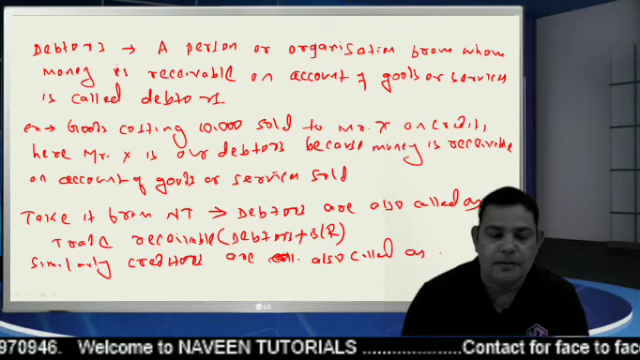 Debtors → A person or organisation from whom
money is receivable on account of goods or services
is called debtors
ex → Goods costing 10,000 sold to Mr. X on credit,
here Mr. X is our debtors because money is receivable
on account of goods or services sold
Take it from NT → Debtors are also called as
Trade receivable (Debtors + B/R)
Similarly creditors are also called as .
LG
970946. Welcome to NAVEEN TUTORIALS .................. Contact for face to fac